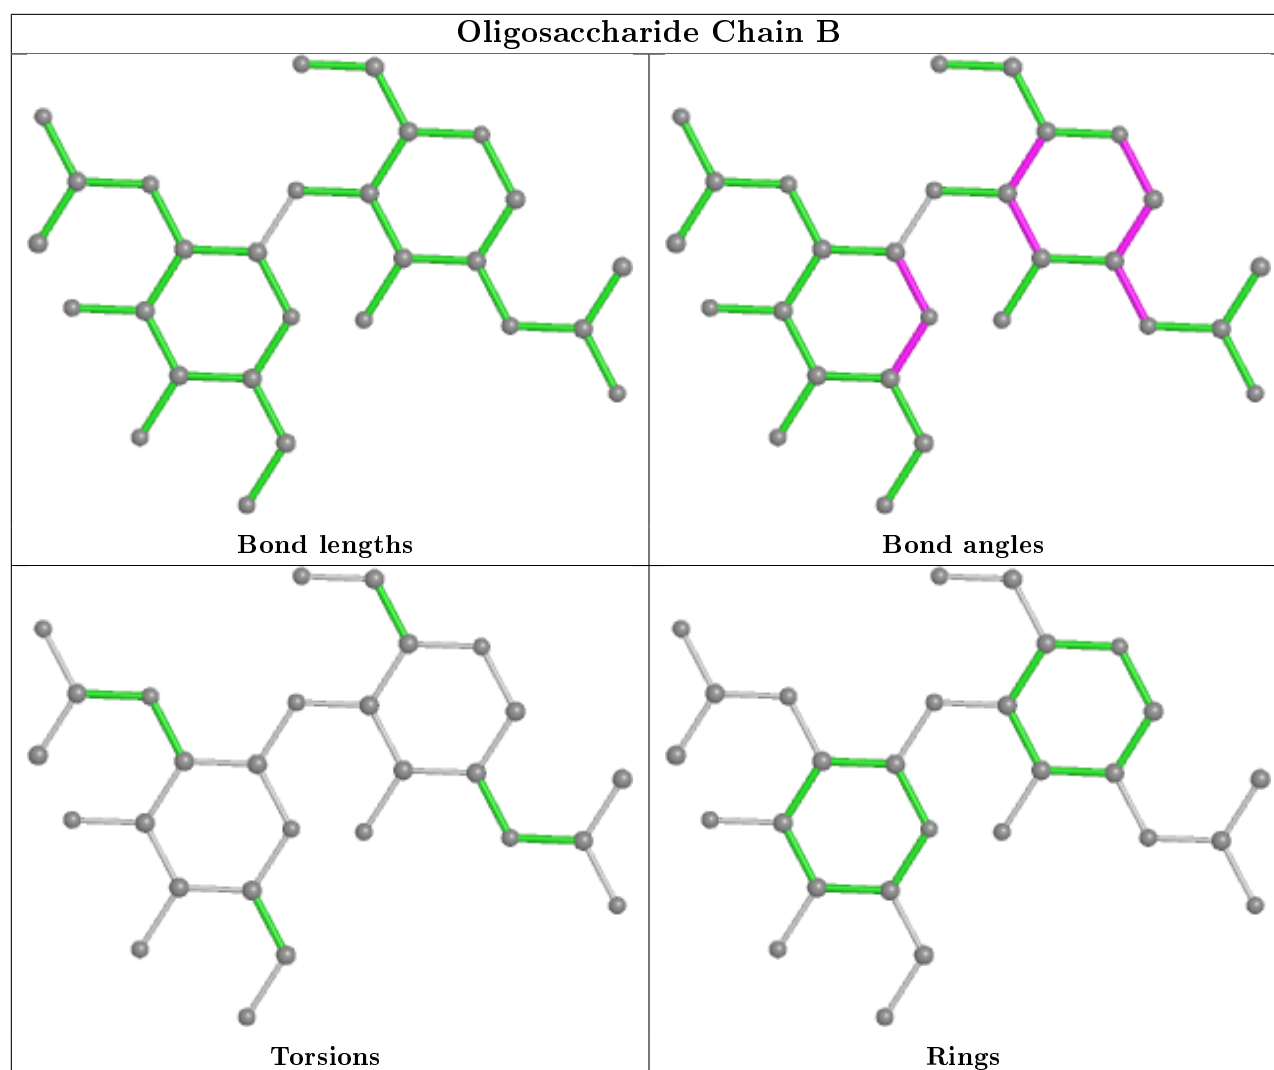 Oligosaccharide Chain B
Bond lengths
Bond angles
Torsions
Rings